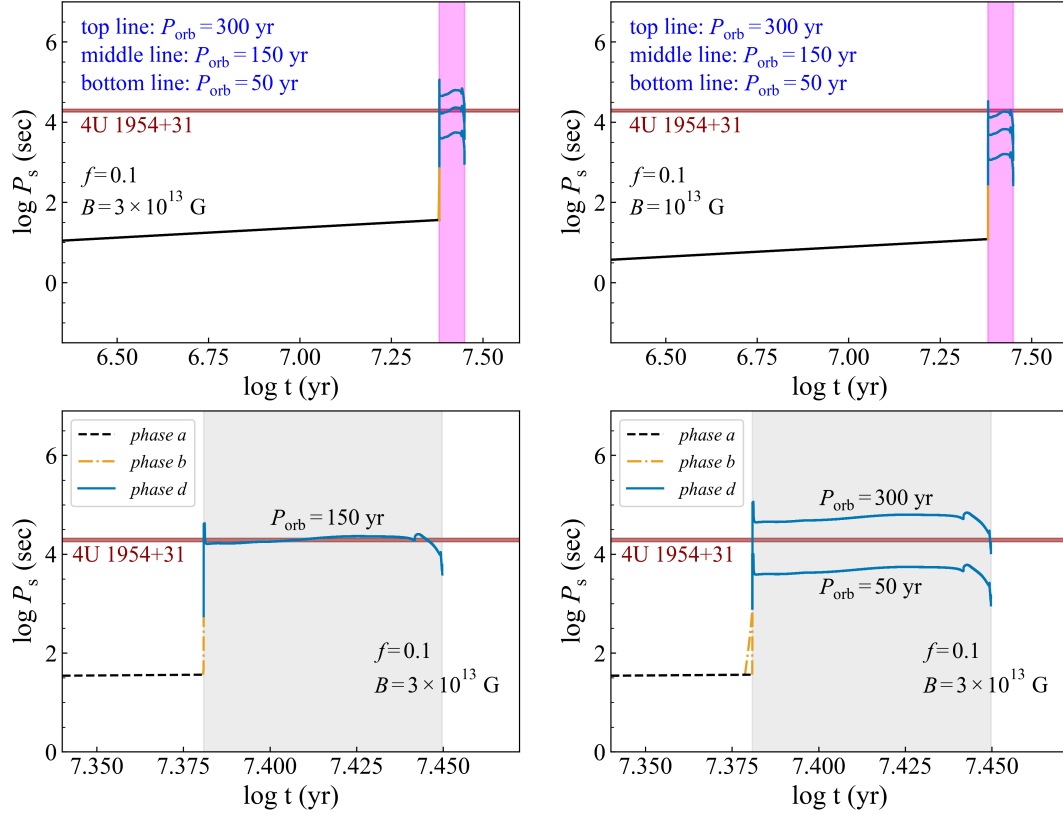 top line: P_orb = 300 yr
middle line: P_orb = 150 yr
bottom line: P_orb = 50 yr
4U 1954+31
f = 0.1
B = 3 × 10^13 G
log P_s (sec)
6
4
2
0
6.50 6.75 7.00 7.25 7.50
log t (yr)
top line: P_orb = 300 yr
middle line: P_orb = 150 yr
bottom line: P_orb = 50 yr
4U 1954+31
f = 0.1
B = 10^13 G
log P_s (sec)
6
4
2
0
6.50 6.75 7.00 7.25 7.50
log t (yr)
phase a
phase b
phase d
P_orb = 150 yr
4U 1954+31
f = 0.1
B = 3 × 10^13 G
log P_s (sec)
6
4
2
0
7.350 7.375 7.400 7.425 7.450
log t (yr)
phase a
phase b
phase d
P_orb = 300 yr
4U 1954+31
P_orb = 50 yr
f = 0.1
B = 3 × 10^13 G
log P_s (sec)
6
4
2
0
7.350 7.375 7.400 7.425 7.450
log t (yr)